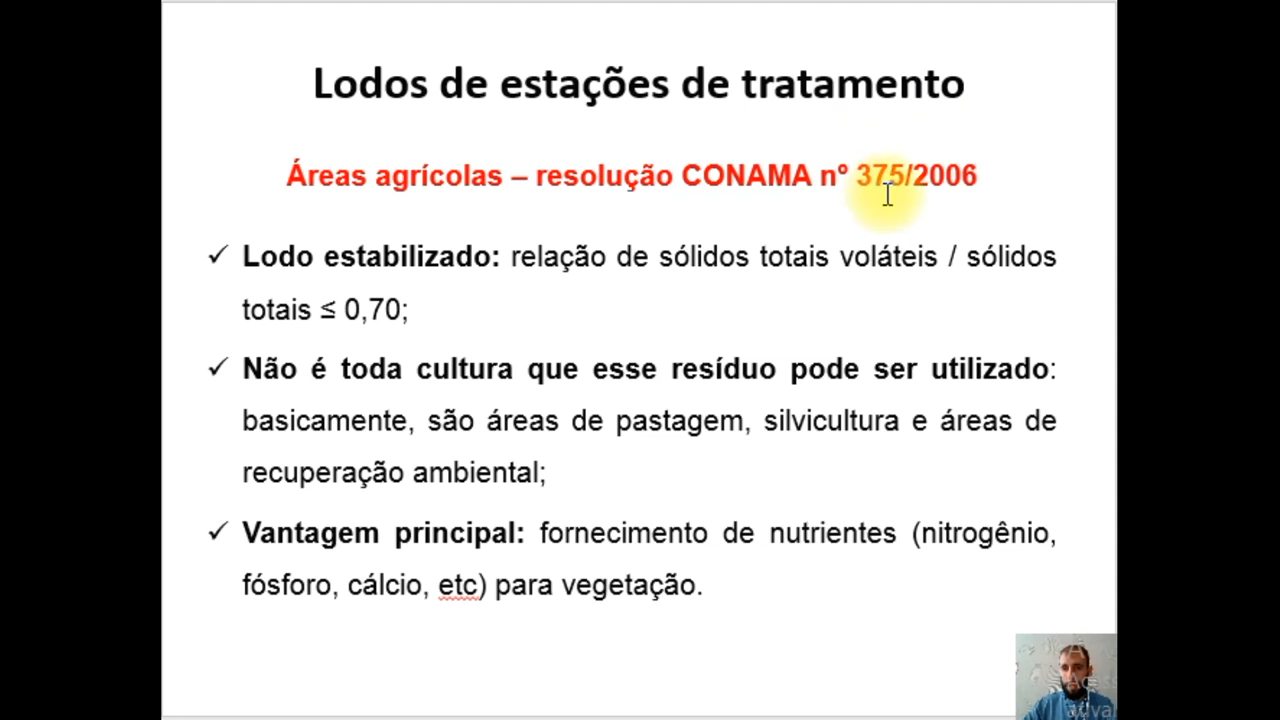 Lodos de estações de tratamento
Áreas agrícolas – resolução CONAMA nº 375/2006
✓ Lodo estabilizado: relação de sólidos totais voláteis / sólidos
totais ≤ 0,70;
✓ Não é toda cultura que esse resíduo pode ser utilizado:
basicamente, são áreas de pastagem, silvicultura e áreas de
recuperação ambiental;
✓ Vantagem principal: fornecimento de nutrientes (nitrogênio,
fósforo, cálcio, etc) para vegetação.